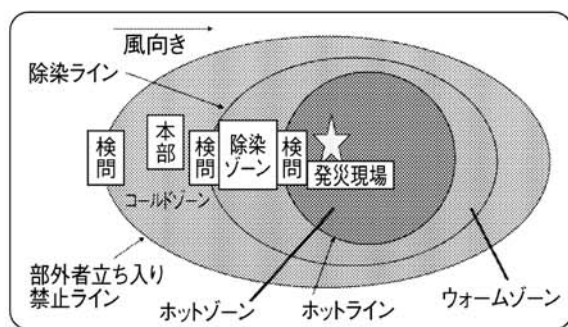 風向き
除染ライン
本部
検問
検問
除染
ゾーン
検問
発災現場
コールドゾーン
部外者立ち入り
禁止ライン
ホットゾーン
ホットライン
ウォームゾーン